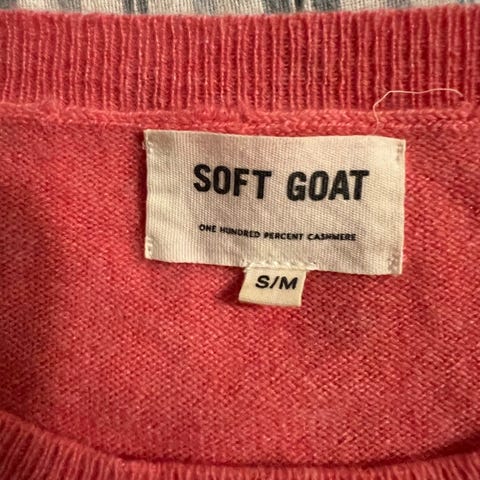 SOFT GOAT
ONE HUNDRED PERCENT CASHMERE
S/M